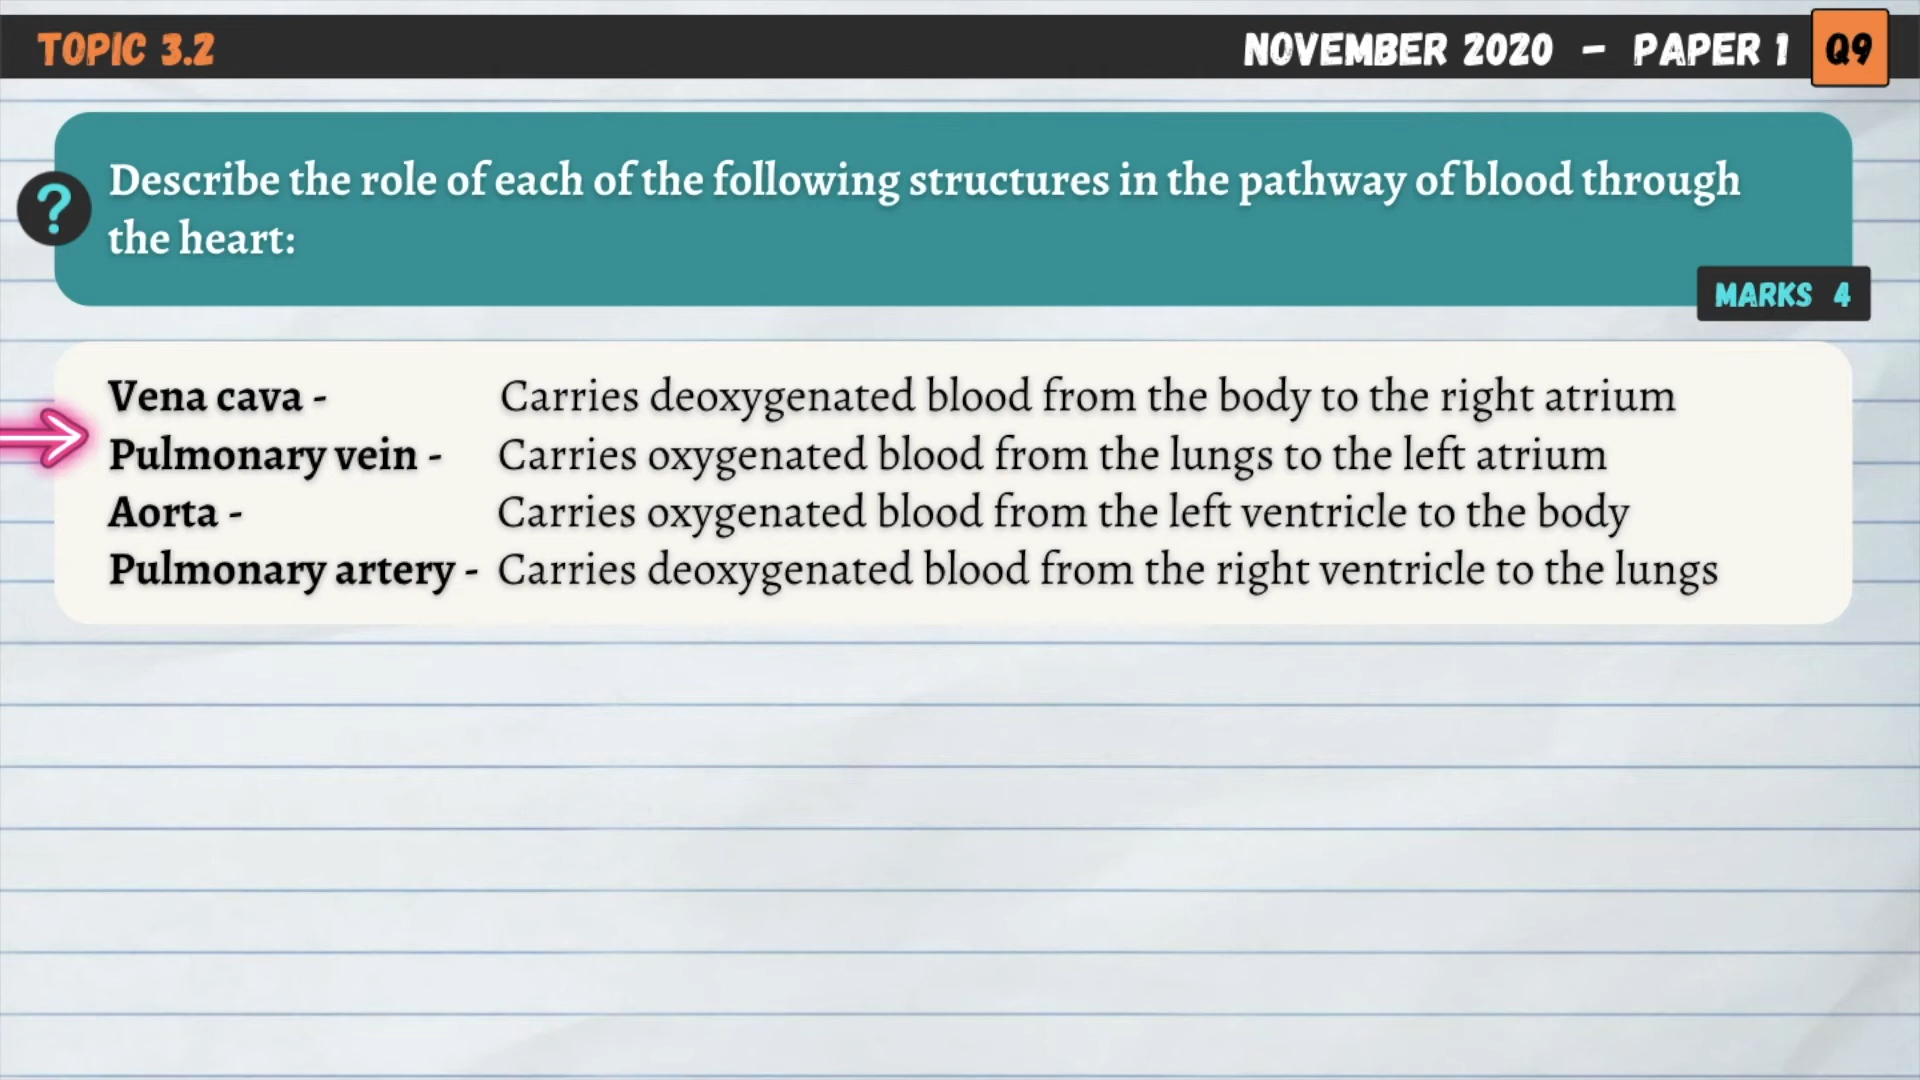 TOPIC 3.2
NOVEMBER 2020 - PAPER 1 Q9
? Describe the role of each of the following structures in the pathway of blood through
the heart:
MARKS 4
Vena cava - Carries deoxygenated blood from the body to the right atrium
Pulmonary vein - Carries oxygenated blood from the lungs to the left atrium
Aorta - Carries oxygenated blood from the left ventricle to the body
Pulmonary artery - Carries deoxygenated blood from the right ventricle to the lungs